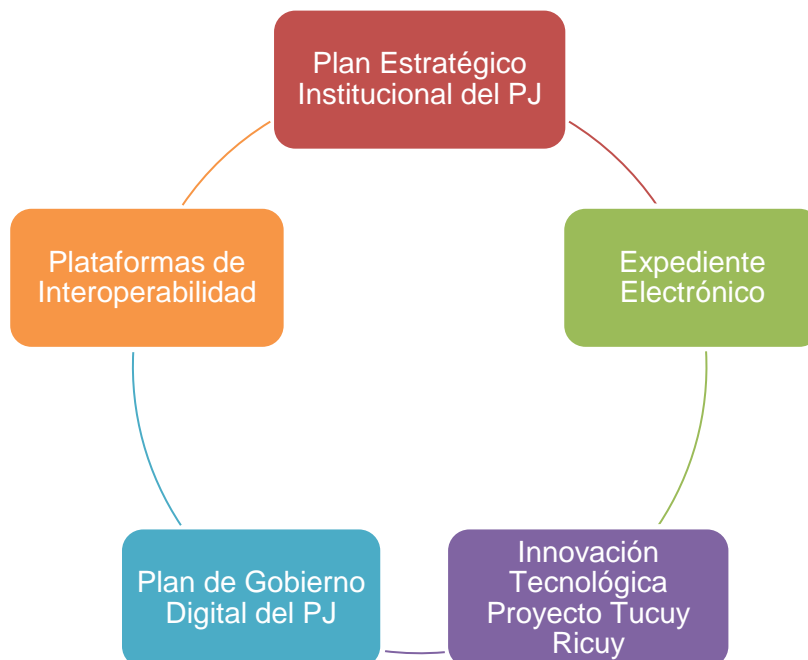 Plan Estratégico
Institucional del PJ
Expediente
Electrónico
Innovación
Tecnológica
Proyecto Tucuy
Ricuy
Plan de Gobierno
Digital del PJ
Plataformas de
Interoperabilidad